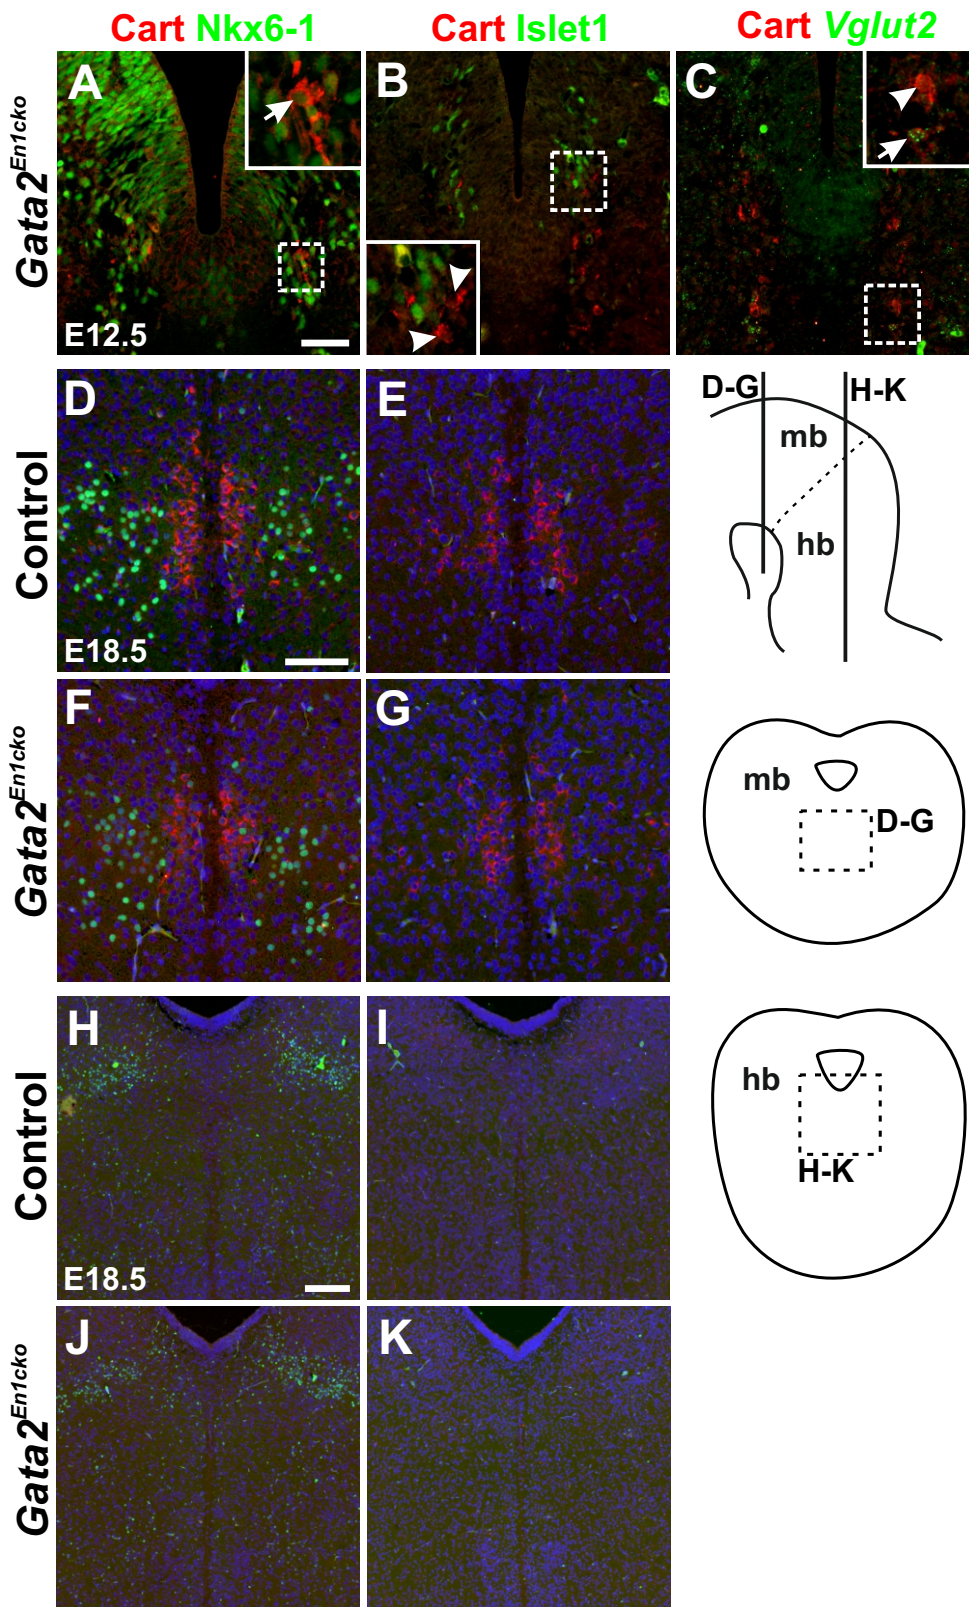 Cart Nkx6-1
Cart Islet1
Cart Vglut2
Gata2En1cko
A
B
C
E12.5
Control
D
E
D-G
H-K
mb
hb
E18.5
Gata2En1cko
F
G
mb
D-G
Control
H
I
hb
H-K
E18.5
Gata2En1cko
J
K